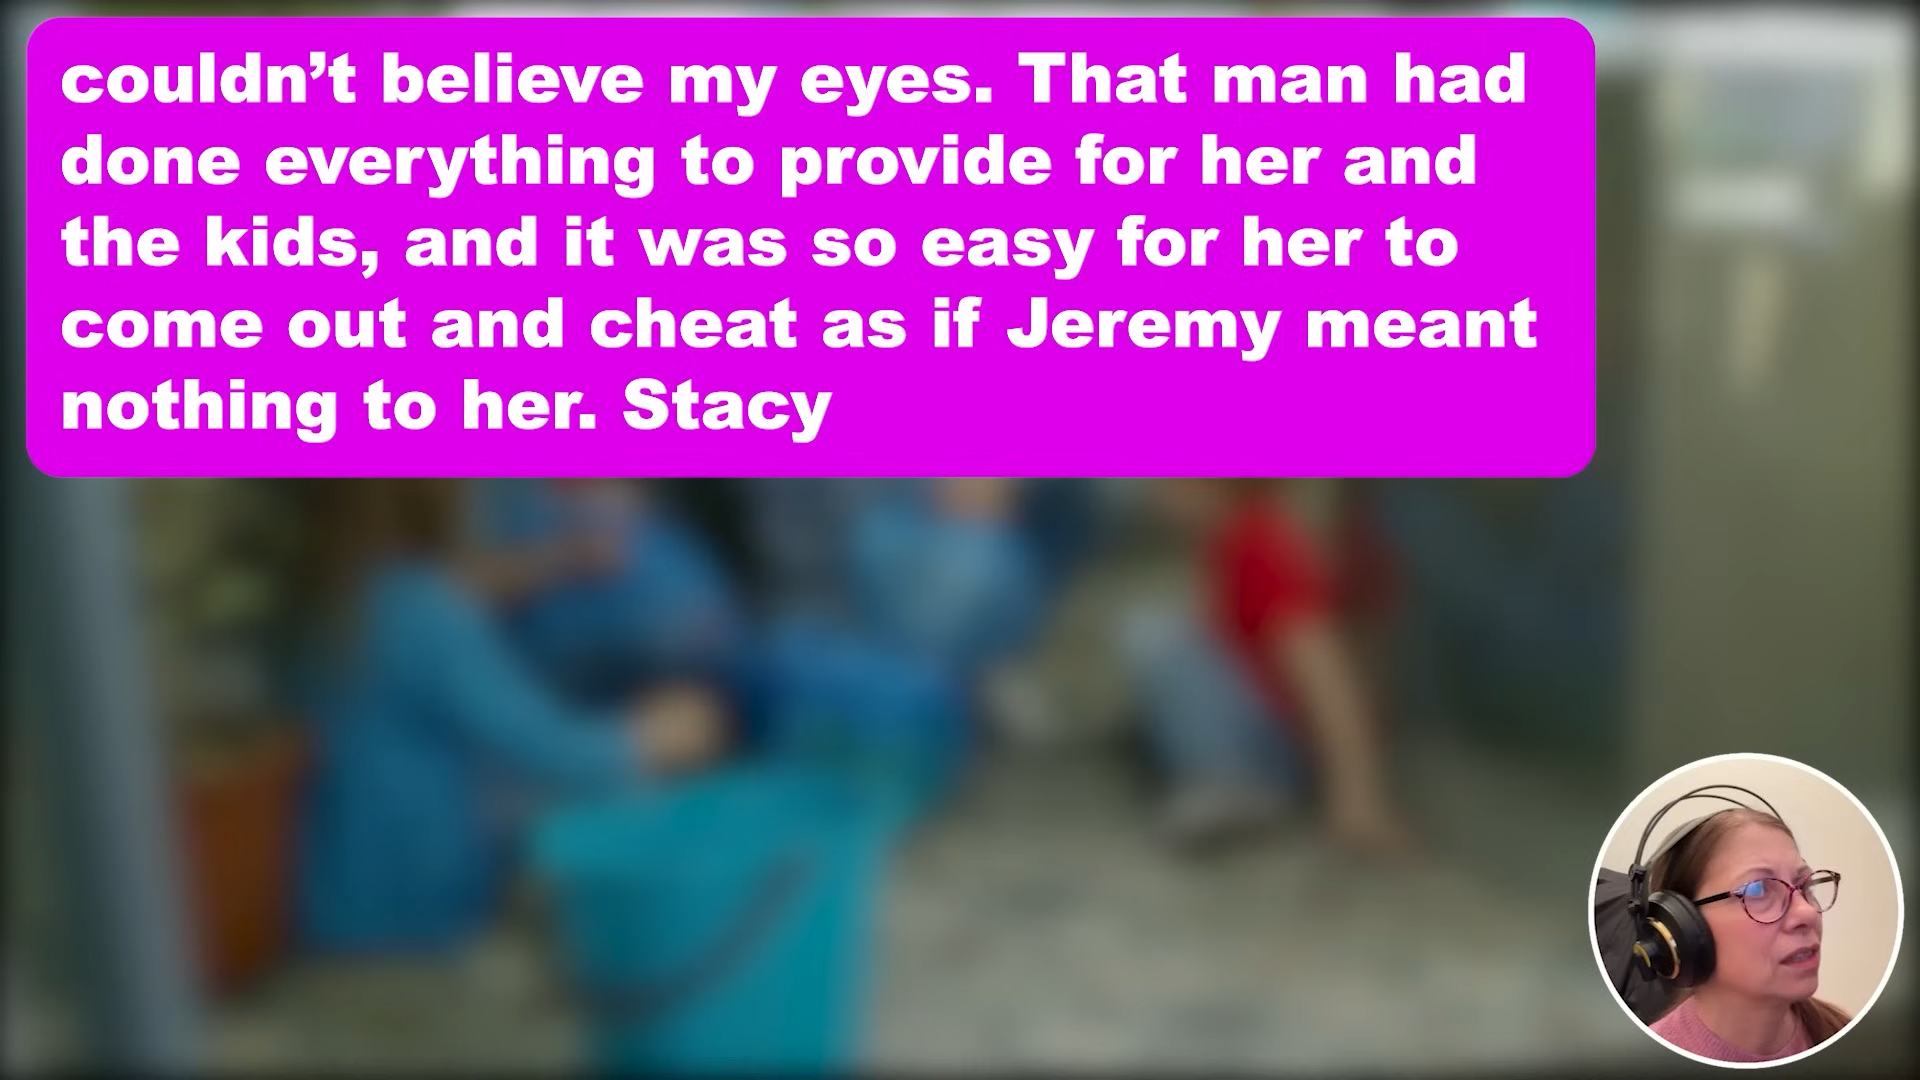 couldn’t believe my eyes. That man had
done everything to provide for her and
the kids, and it was so easy for her to
come out and cheat as if Jeremy meant
nothing to her. Stacy